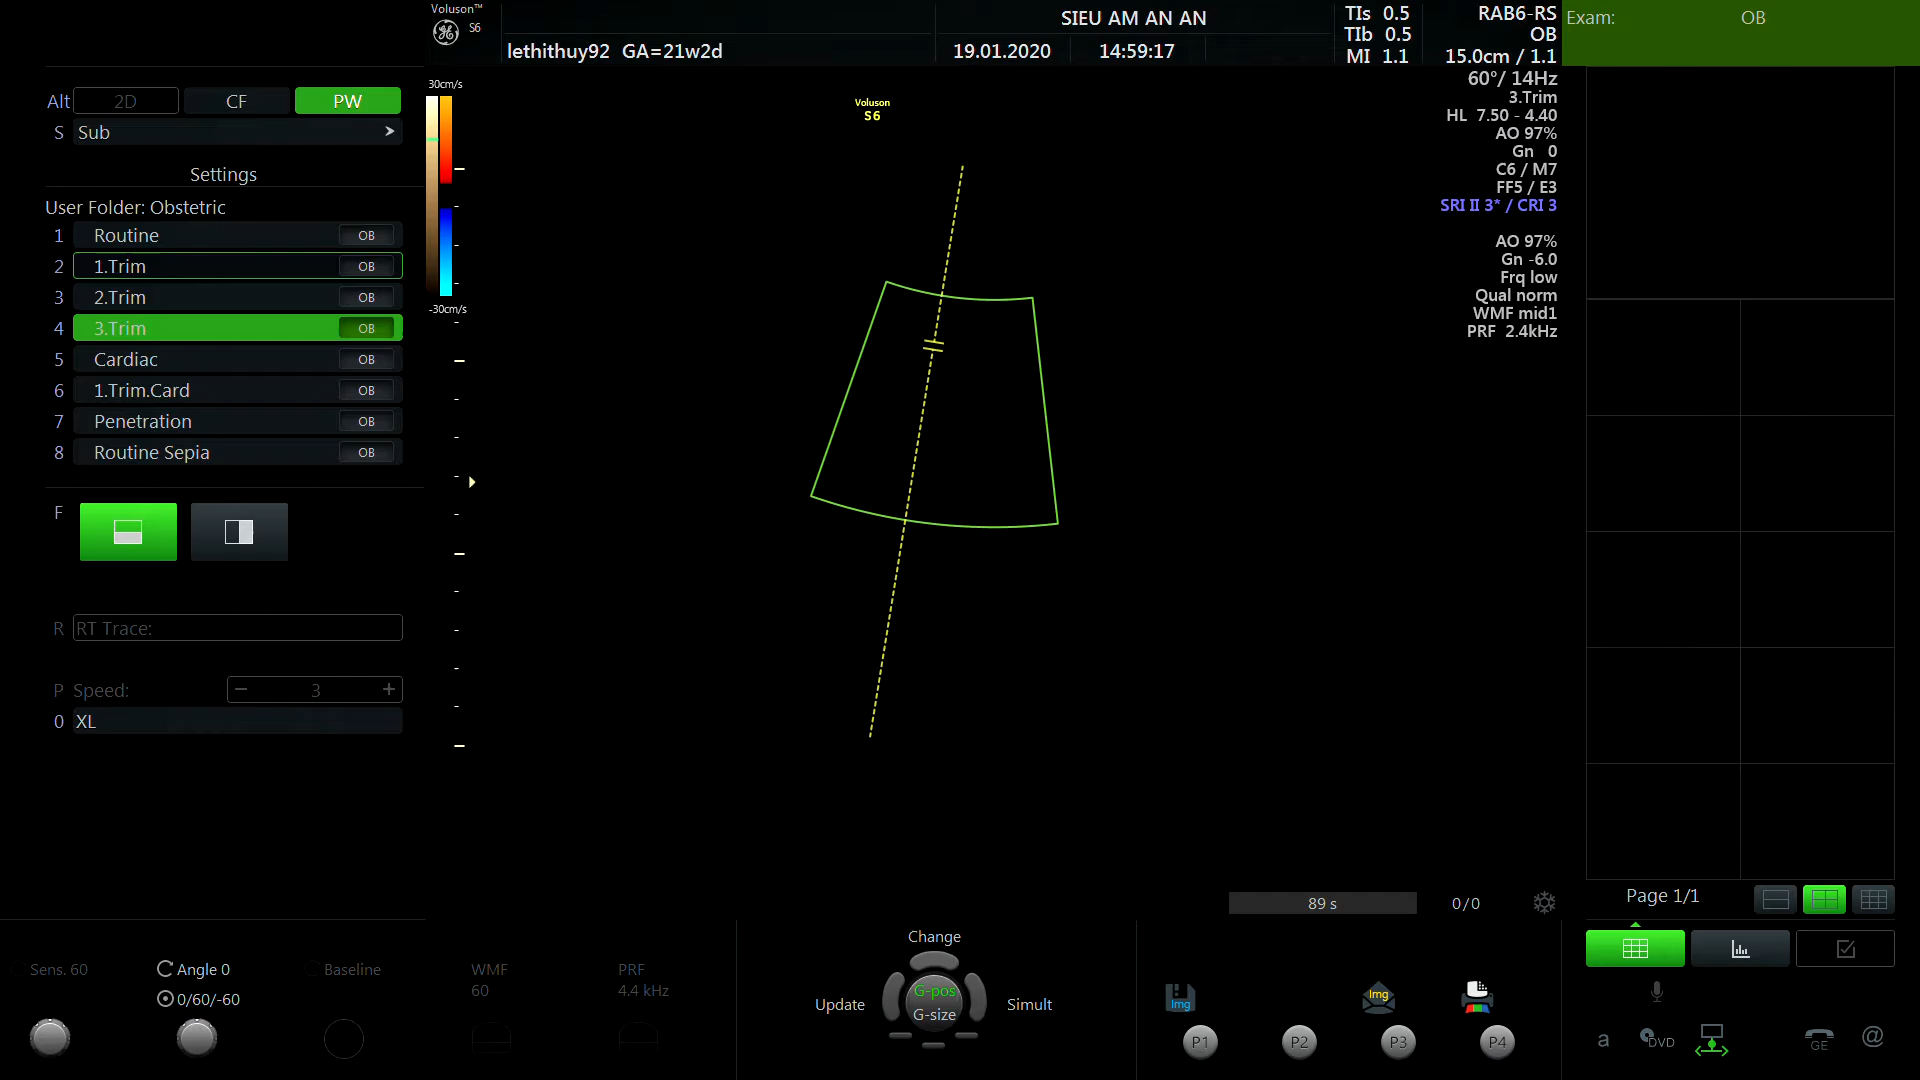 Voluson™
S6
lethithuy92 GA=21w2d
SIEU AM AN AN
19.01.2020 14:59:17
TIs 0.5
TIb 0.5
MI 1.1
RAB6-RS
OB
15.0cm / 1.1
Exam: OB
60°/ 14Hz
3.Trim
HL 7.50 - 4.40
AO 97%
Gn 0
C6 / M7
FF5 / E3
SRI II 3* / CRI 3
AO 97%
Gn -6.0
Frq low
Qual norm
WMF mid1
PRF 2.4kHz
Alt 2D CF PW
S Sub >
Settings
User Folder: Obstetric
1 Routine OB
2 1.Trim OB
3 2.Trim OB
4 3.Trim OB
5 Cardiac OB
6 1.Trim.Card OB
7 Penetration OB
8 Routine Sepia OB
F
R RT Trace:
P Speed: − 3 +
0 XL
30cm/s
-30cm/s
Voluson
S6
89 s 0/0
Page 1/1
Sens. 60
Angle 0
0/60/-60
Baseline
WMF
60
PRF
4.4 kHz
Change
Update
G-pos
G-size
Simult
Img
Img
P1 P2 P3 P4
a DVD GE @